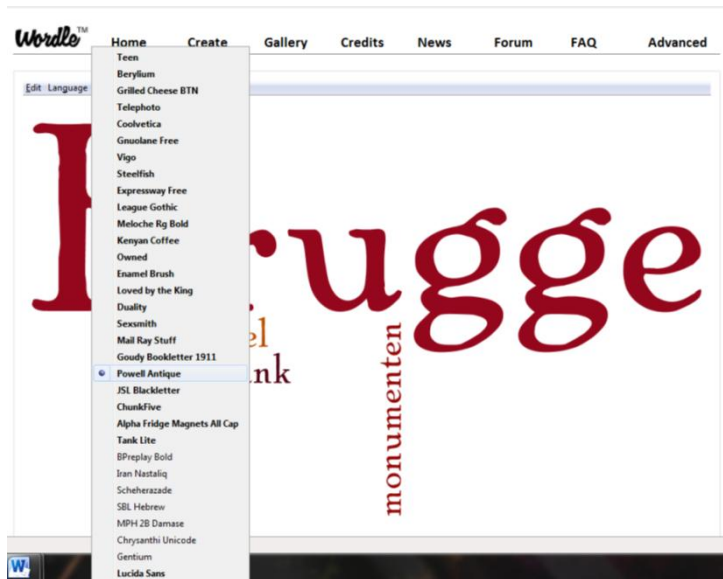 Wordle™
Home Create Gallery Credits News Forum FAQ Advanced
Edit Language
Teen
Berylium
Grilled Cheese BTN
Telephoto
Coolvetica
Gnuolane Free
Vigo
Steelfish
Expressway Free
League Gothic
Meloche Rg Bold
Kenyan Coffee
Owned
Enamel Brush
Loved by the King
Duality
Sexsmith
Mail Ray Stuff
Goudy Bookletter 1911
Powell Antique
JSL Blackletter
ChunkFive
Alpha Fridge Magnets All Cap
Tank Lite
BPreplay Bold
Iran Nastaliq
Scheherazade
SBL Hebrew
MPH 2B Damase
Chrysanthi Unicode
Gentium
Lucida Sans
rugge
el
nk
monumenten
W